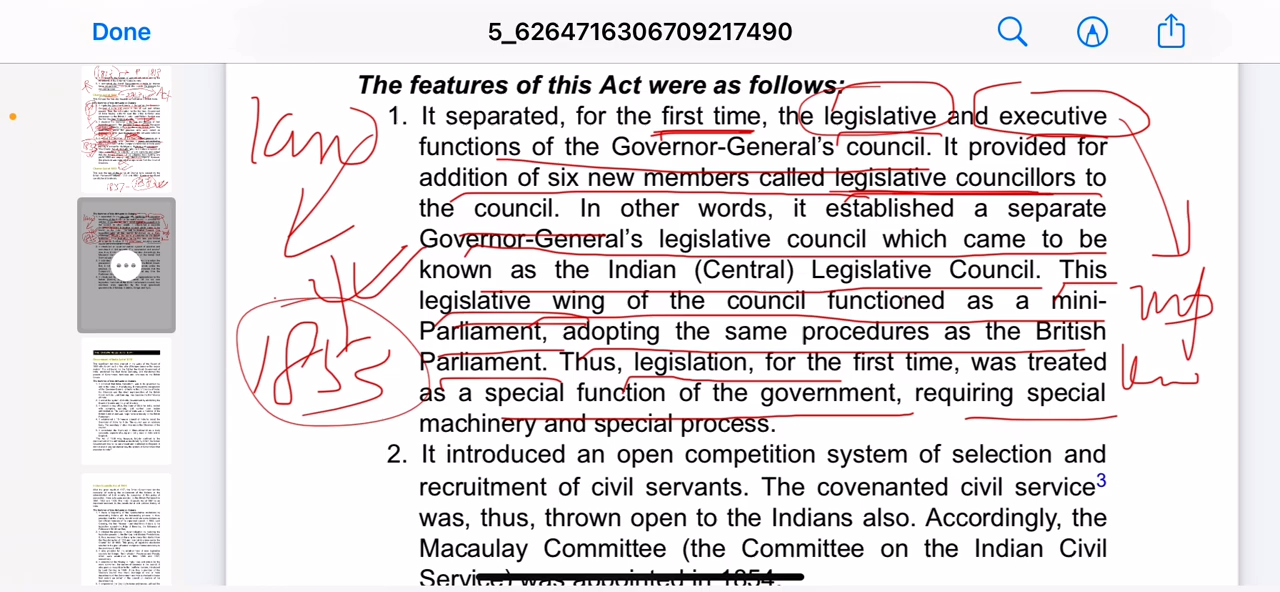 Done
5_6264716306709217490
The features of this Act were as follows:
1. It separated, for the first time, the legislative and executive
functions of the Governor-General's council. It provided for
addition of six new members called legislative councillors to
the council. In other words, it established a separate
Governor-General's legislative council which came to be
known as the Indian (Central) Legislative Council. This
legislative wing of the council functioned as a mini-
Parliament, adopting the same procedures as the British
Parliament. Thus, legislation, for the first time, was treated
as a special function of the government, requiring special
machinery and special process.
2. It introduced an open competition system of selection and
recruitment of civil servants. The covenanted civil service3
was, thus, thrown open to the Indians also. Accordingly, the
Macaulay Committee (the Committee on the Indian Civil
Service) was appointed in 1854.